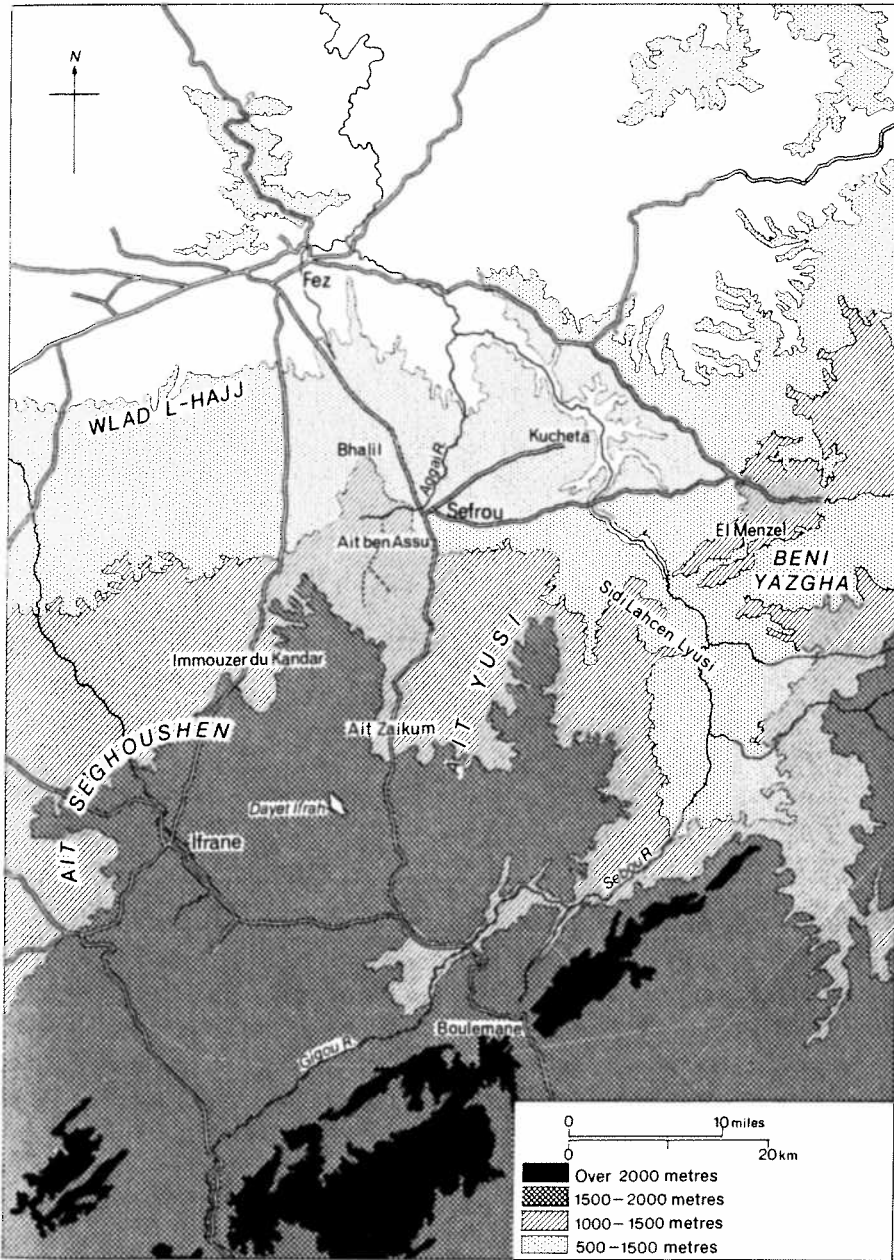 N
Fez
WLAD L-HAJJ
Bhalil
Aggai R.
Kucheta
Sefrou
Ait ben Assu
El Menzel
BENI
YAZGHA
Sidi Lahcen Lyusi
Immouzer du Kandar
AIT YUSI
Ait Zaikum
AIT SEGHOUSHEN
Dayet Ifrah
Ifrane
Sebou R.
Boulemane
Gigou R.
0 10 miles
0 20 km
Over 2000 metres
1500-2000 metres
1000-1500 metres
500-1500 metres